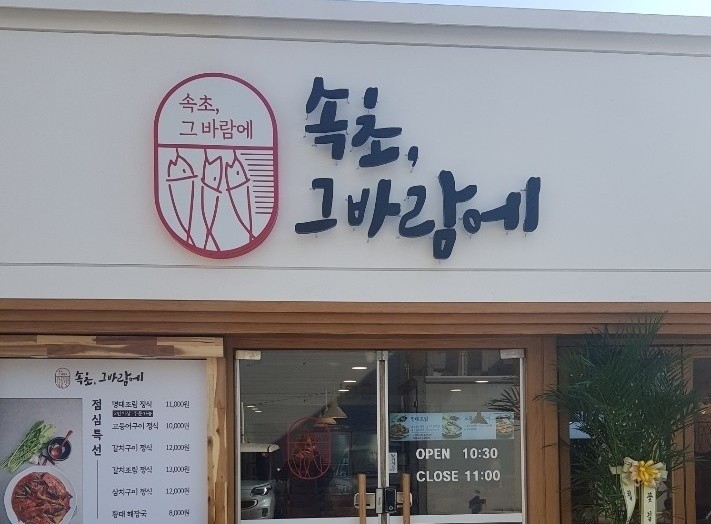 속초,
그 바람에
속초,
그바람에
속초, 그바람에
점심특선
명태조림 정식 11,000원
고등어구이 정식 10,000원
갈치구이 정식 12,000원
갈치조림 정식 13,000원
삼치구이 정식 12,000원
황태 해장국 8,000원
OPEN 10:30
CLOSE 11:00